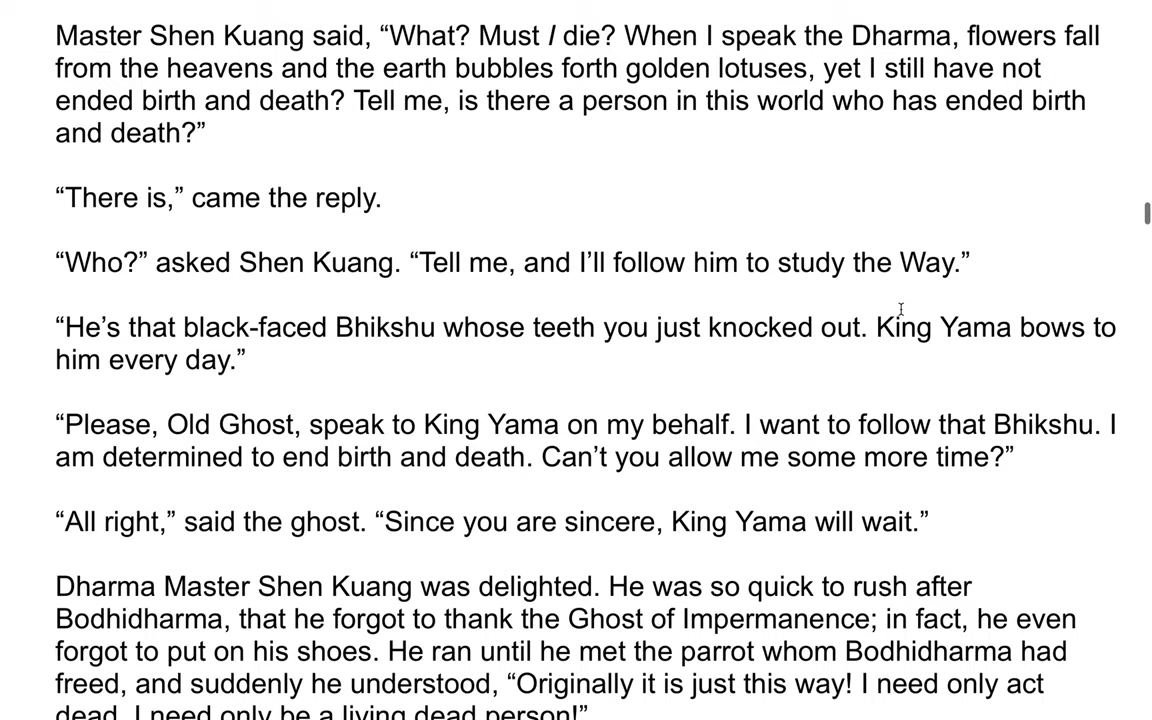 Master Shen Kuang said, “What? Must I die? When I speak the Dharma, flowers fall
from the heavens and the earth bubbles forth golden lotuses, yet I still have not
ended birth and death? Tell me, is there a person in this world who has ended birth
and death?”
“There is,” came the reply.
“Who?” asked Shen Kuang. “Tell me, and I’ll follow him to study the Way.”
“He’s that black-faced Bhikshu whose teeth you just knocked out. King Yama bows to
him every day.”
“Please, Old Ghost, speak to King Yama on my behalf. I want to follow that Bhikshu. I
am determined to end birth and death. Can’t you allow me some more time?”
“All right,” said the ghost. “Since you are sincere, King Yama will wait.”
Dharma Master Shen Kuang was delighted. He was so quick to rush after
Bodhidharma, that he forgot to thank the Ghost of Impermanence; in fact, he even
forgot to put on his shoes. He ran until he met the parrot whom Bodhidharma had
freed, and suddenly he understood, “Originally it is just this way! I need only act
dead. I need only be a living dead person!”